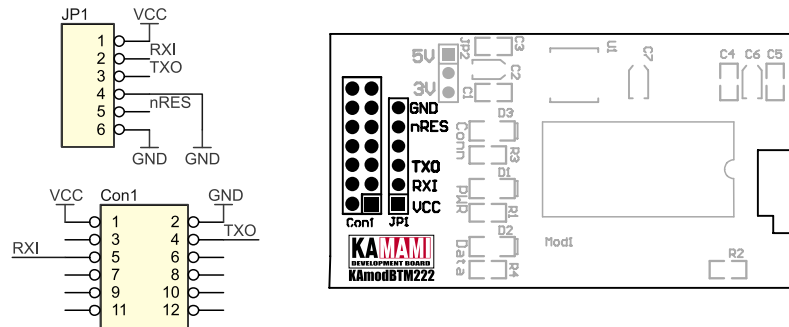 JP1
VCC
1
RXI
2
TXO
3
4
nRES
5
6
GND
GND
Con1
VCC
GND
1
2
TXO
3
4
RXI
5
6
7
8
9
10
11
12
5V
3V
JP2
C3
C2
C1
U1
C7
C4
C6
C5
GND
nRES
TXO
RXI
VCC
Con1
JP1
Conn
D3
R3
PWR
D1
R1
Data
D2
R4
Mod1
R2
KAMAMI
DEVELOPMENT BOARD
KAmodBTM222